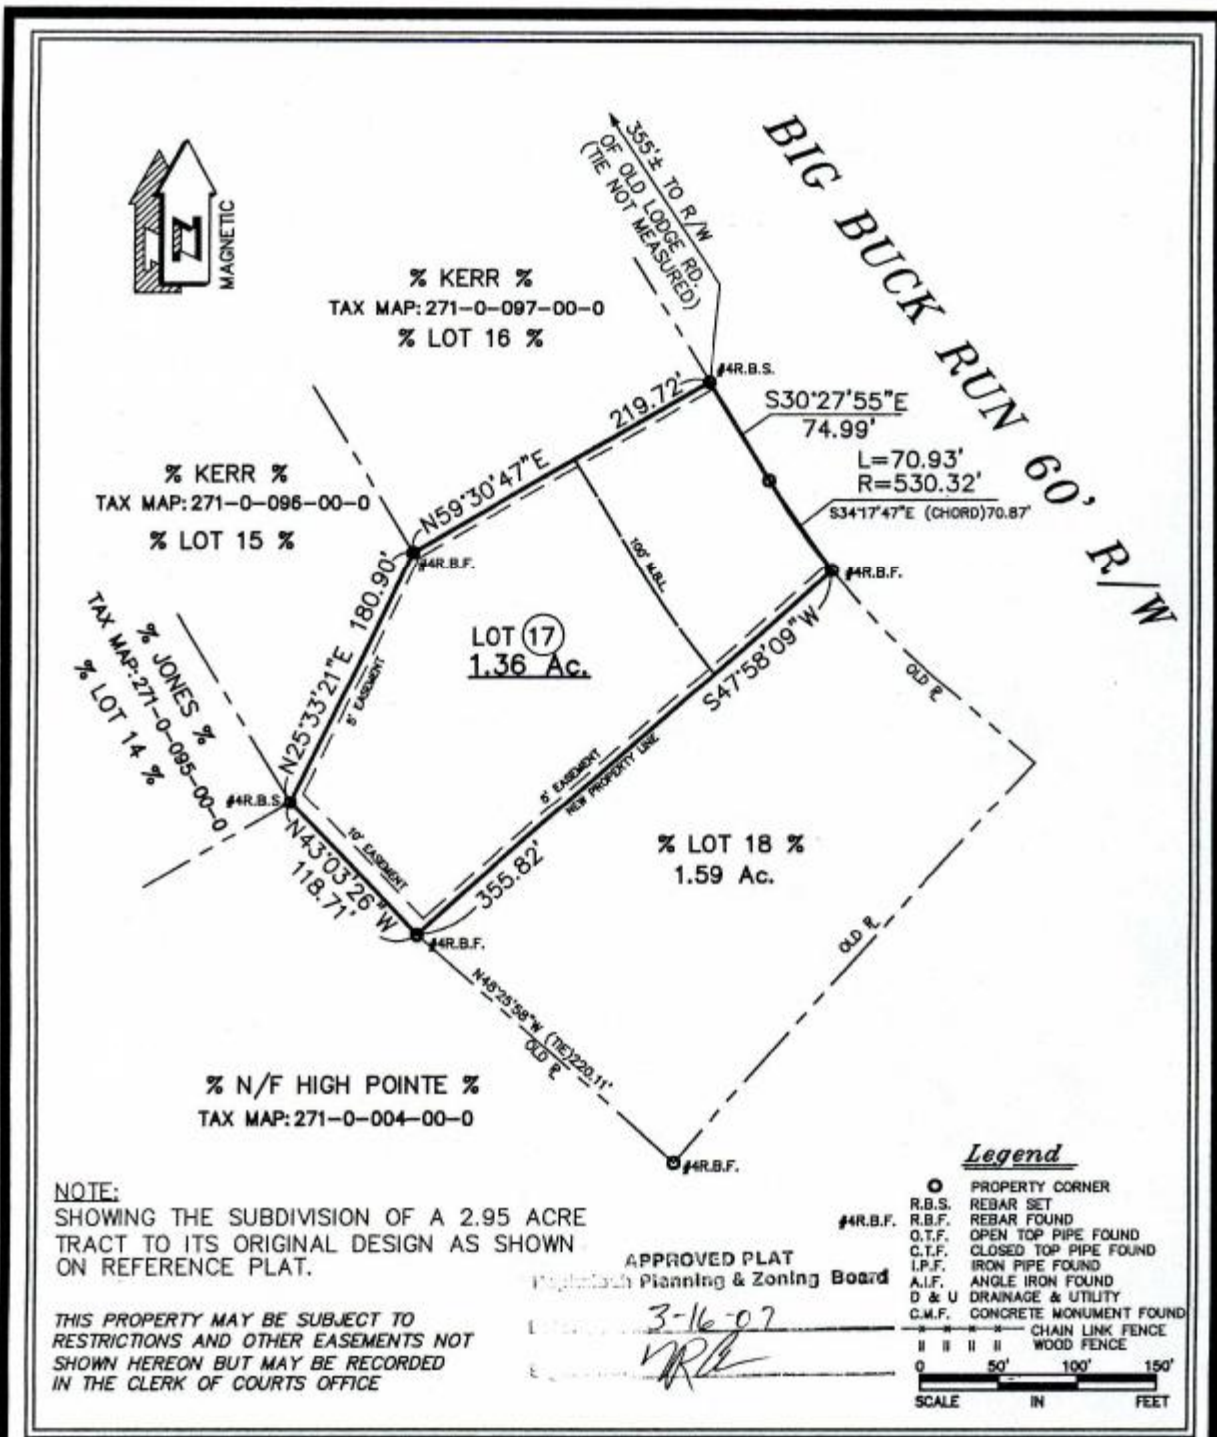 MAGNETIC
355'± TO R/W
OF OLD LODGE RD.
(TIE NOT MEASURED)
BIG BUCK RUN 60' R/W
% KERR %
TAX MAP: 271-0-097-00-0
% LOT 16 %
#4R.B.S.
219.72'
N59°30'47"E
S30°27'55"E
74.99'
L=70.93'
R=530.32'
S34°17'47"E (CHORD)70.87'
% KERR %
TAX MAP: 271-0-096-00-0
% LOT 15 %
#4R.B.F.
#4R.B.F.
100' M.B.L.
180.90'
N25°33'21"E
5' EASEMENT
LOT 17
1.36 Ac.
% JONES %
TAX MAP: 271-0-095-00-0
% LOT 14 %
#4R.B.S.
S47°58'09"W
355.82'
5' EASEMENT
NEW PROPERTY LINE
OLD PL
10' EASEMENT
N43°03'26"W
118.71'
% LOT 18 %
1.59 Ac.
OLD PL
#4R.B.F.
N48°25'58"W (TIE)220.11'
OLD PL
% N/F HIGH POINTE %
TAX MAP: 271-0-004-00-0
#4R.B.F.
NOTE:
SHOWING THE SUBDIVISION OF A 2.95 ACRE
TRACT TO ITS ORIGINAL DESIGN AS SHOWN
ON REFERENCE PLAT.
THIS PROPERTY MAY BE SUBJECT TO
RESTRICTIONS AND OTHER EASEMENTS NOT
SHOWN HEREON BUT MAY BE RECORDED
IN THE CLERK OF COURTS OFFICE
APPROVED PLAT
Planning & Zoning Board
3-16-07
#4R.B.F.
Legend
PROPERTY CORNER
R.B.S. REBAR SET
R.B.F. REBAR FOUND
O.T.F. OPEN TOP PIPE FOUND
C.T.F. CLOSED TOP PIPE FOUND
I.P.F. IRON PIPE FOUND
A.I.F. ANGLE IRON FOUND
D & U DRAINAGE & UTILITY
C.M.F. CONCRETE MONUMENT FOUND
CHAIN LINK FENCE
WOOD FENCE
0 50' 100' 150'
SCALE IN FEET